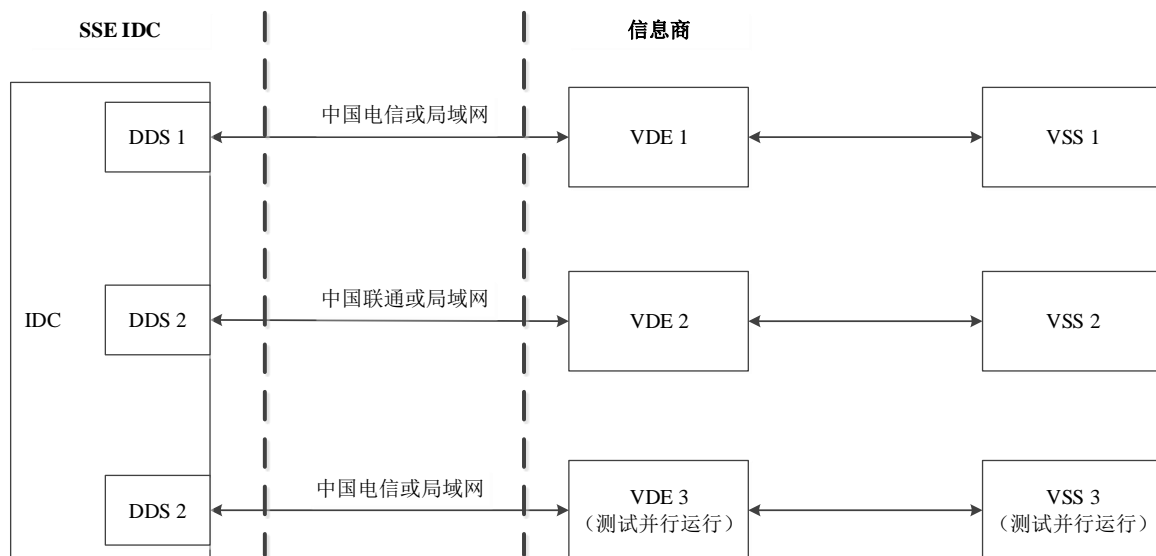 SSE IDC
信息商
中国电信或局域网
DDS 1
VDE 1
VSS 1
中国联通或局域网
IDC
DDS 2
VDE 2
VSS 2
中国电信或局域网
DDS 2
VDE 3
（测试并行运行）
VSS 3
（测试并行运行）